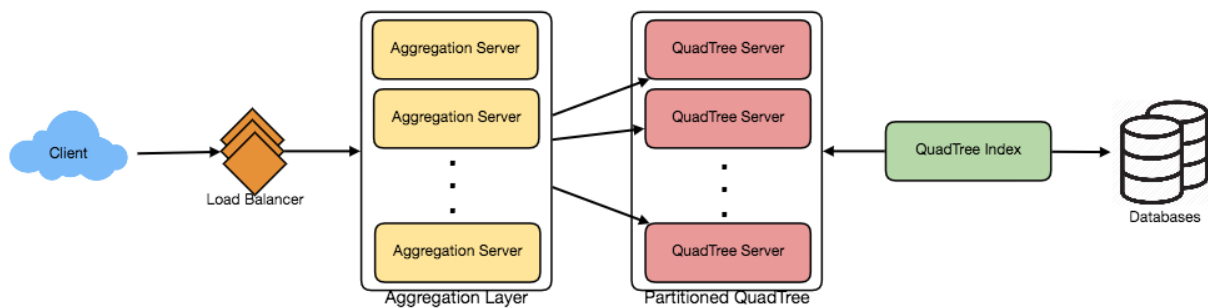 Client
Load Balancer
Aggregation Server
Aggregation Server
Aggregation Server
Aggregation Layer
QuadTree Server
QuadTree Server
QuadTree Server
Partitioned QuadTree
QuadTree Index
Databases